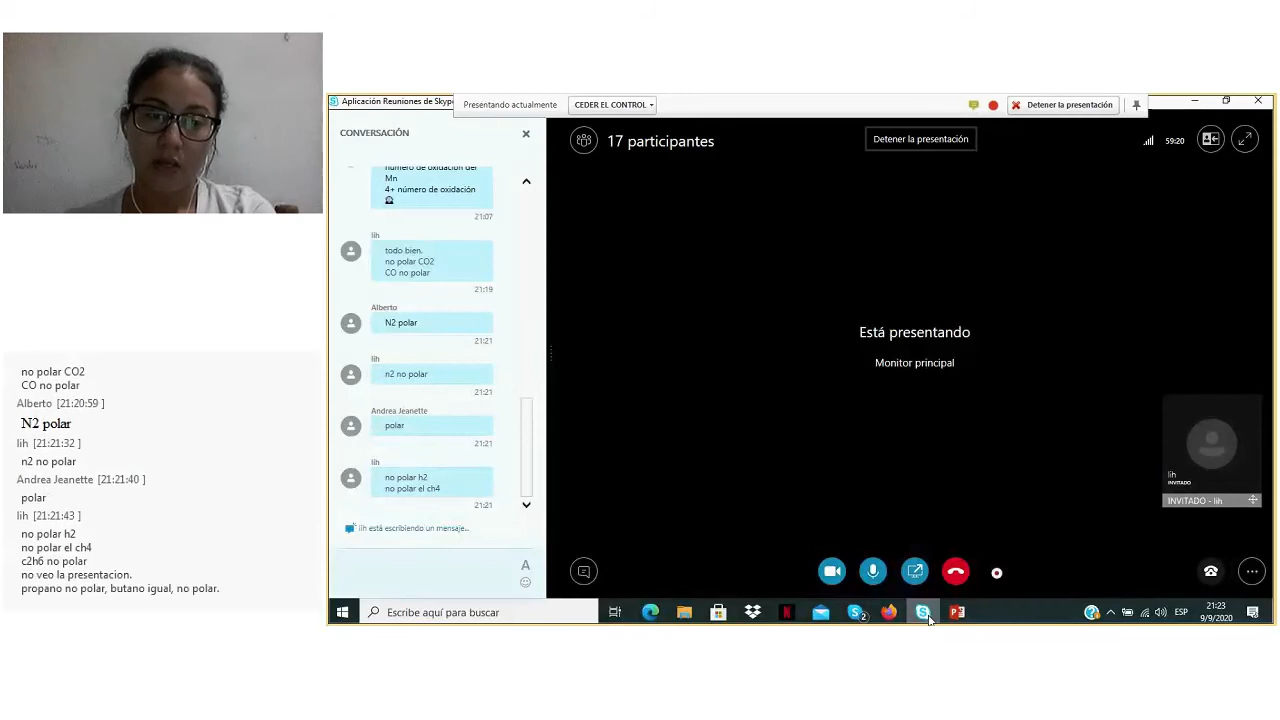 Aplicación Reuniones de Skype
Presentando actualmente
CEDER EL CONTROL
Detener la presentación
CONVERSACIÓN
17 participantes
Detener la presentación
59:20
número de oxidación del
Mn
4+ número de oxidación
21:07
lih
todo bien.
no polar CO2
CO no polar
21:19
Alberto
N2 polar
21:21
lih
n2 no polar
21:21
Andrea Jeanette
polar
21:21
lih
no polar h2
no polar el ch4
21:21
lih está escribiendo un mensaje...
A
Está presentando
Monitor principal
lih
INVITADO
INVITADO - lih
no polar CO2
CO no polar
Alberto [21:20:59 ]
N2 polar
lih [21:21:32 ]
n2 no polar
Andrea Jeanette [21:21:40 ]
polar
lih [21:21:43 ]
no polar h2
no polar el ch4
c2h6 no polar
no veo la presentacion.
propano no polar, butano igual, no polar.
Escribe aquí para buscar
2
ESP
21:23
9/9/2020